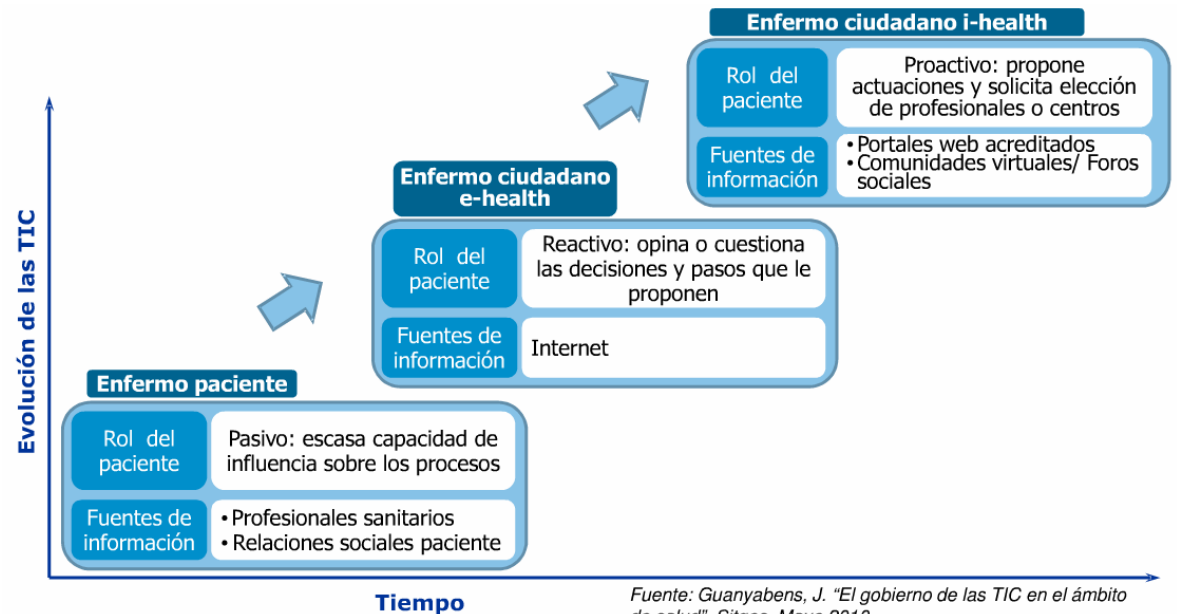 Enfermo ciudadano i-health
Rol del
paciente
Proactivo: propone
actuaciones y solicita elección
de profesionales o centros
Fuentes de
información
• Portales web acreditados
• Comunidades virtuales/ Foros
sociales
Enfermo ciudadano
e-health
Rol del
paciente
Reactivo: opina o cuestiona
las decisiones y pasos que le
proponen
Fuentes de
información
Internet
Enfermo paciente
Rol del
paciente
Pasivo: escasa capacidad de
influencia sobre los procesos
Fuentes de
información
• Profesionales sanitarios
• Relaciones sociales paciente
Evolución de las TIC
Tiempo
Fuente: Guanyabens, J. “El gobierno de las TIC en el ámbito
de salud”. Sitges, Mayo